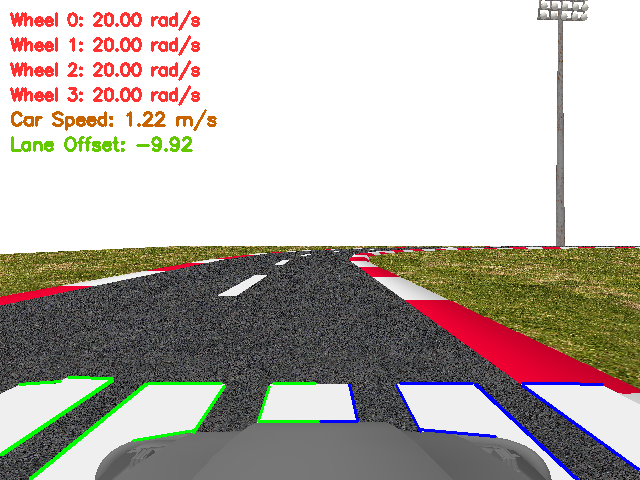 Wheel 0: 20.00 rad/s
Wheel 1: 20.00 rad/s
Wheel 2: 20.00 rad/s
Wheel 3: 20.00 rad/s
Car Speed: 1.22 m/s
Lane Offset: -9.92